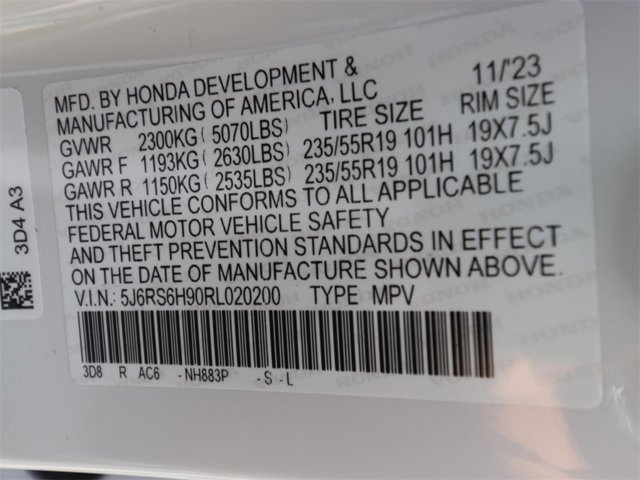 MFD. BY HONDA DEVELOPMENT & 11/'23
MANUFACTURING OF AMERICA, LLC TIRE SIZE RIM SIZE
GVWR 2300KG( 5070LBS)
GAWR F 1193KG( 2630LBS) 235/55R19 101H 19X7.5J
GAWR R 1150KG( 2535LBS) 235/55R19 101H 19X7.5J
THIS VEHICLE CONFORMS TO ALL APPLICABLE
FEDERAL MOTOR VEHICLE SAFETY
AND THEFT PREVENTION STANDARDS IN EFFECT
ON THE DATE OF MANUFACTURE SHOWN ABOVE.
V.I.N.: 5J6RS6H90RL020200 TYPE: MPV
3D8 R AC6 -NH883P -S-L
3D4 A3